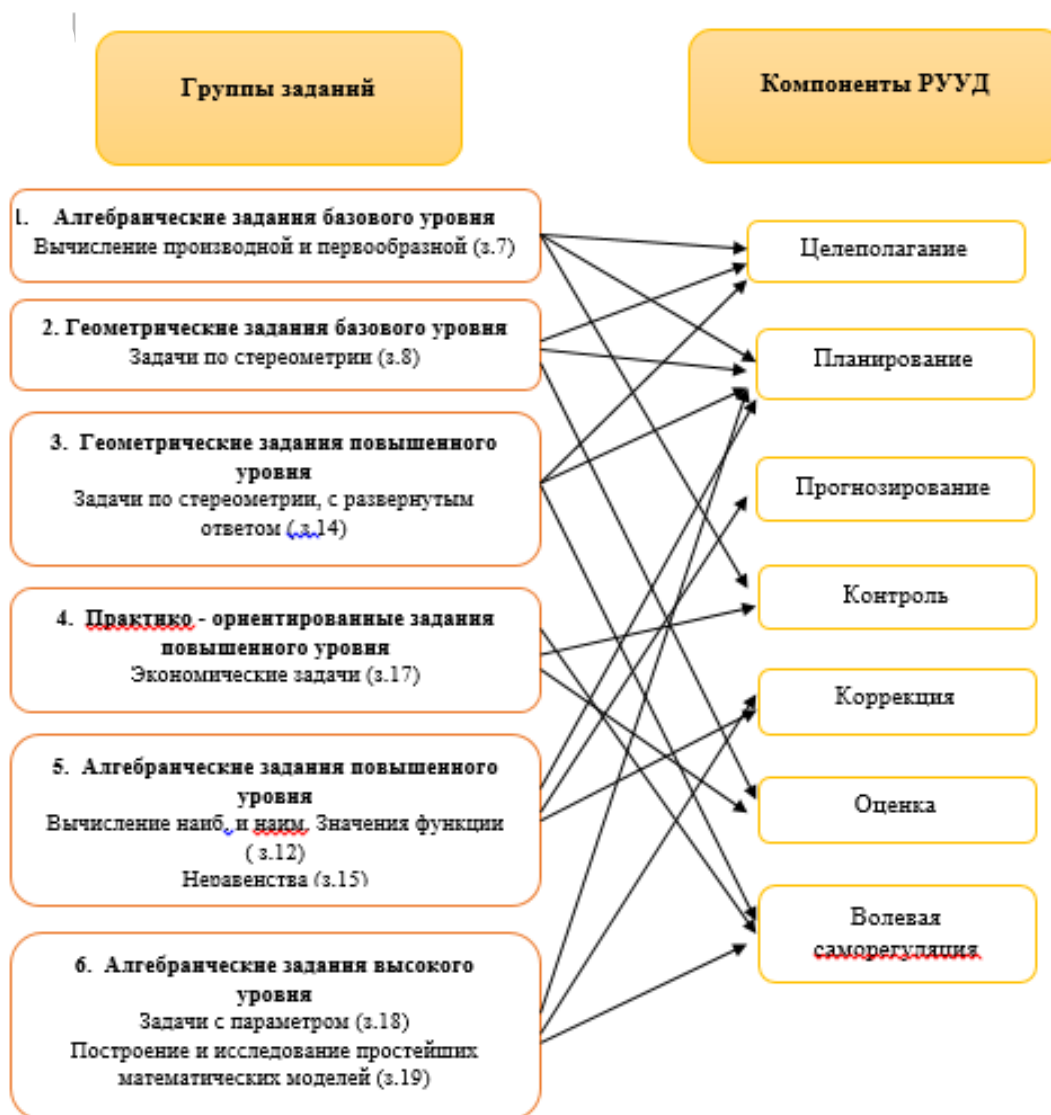 Группы заданий
Компоненты РУУД
1. Алгебраические задания базового уровня
Вычисление производной и первообразной (з.7)
2. Геометрические задания базового уровня
Задачи по стереометрии (з.8)
3. Геометрические задания повышенного
уровня
Задачи по стереометрии, с развернутым
ответом ( з.14)
4. Практико - ориентированные задания
повышенного уровня
Экономические задачи (з.17)
5. Алгебраические задания повышенного
уровня
Вычисление наиб. и наим. Значения функции
( з.12)
Неравенства (з.15)
6. Алгебраические задания высокого
уровня
Задачи с параметром (з.18)
Построение и исследование простейших
математических моделей (з.19)
Целеполагание
Планирование
Прогнозирование
Контроль
Коррекция
Оценка
Волевая
саморегуляция